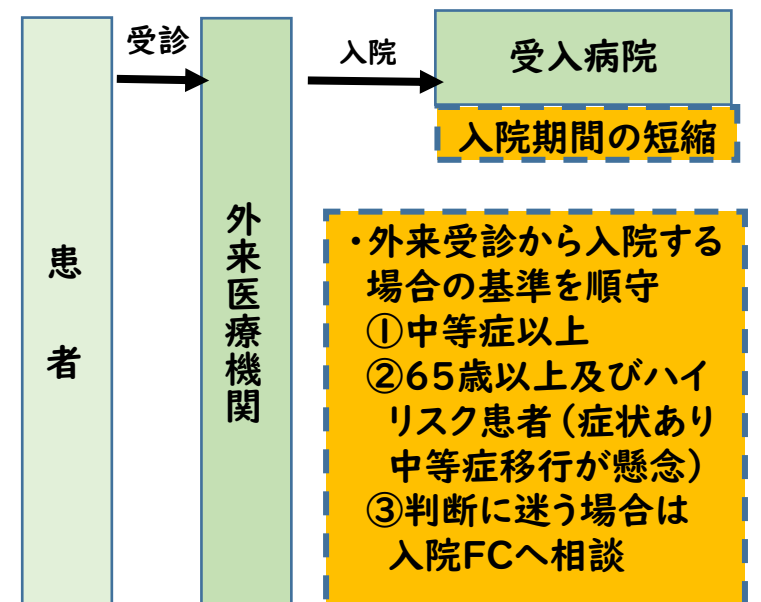 患者
受診
外来医療機関
入院
受入病院
入院期間の短縮
・外来受診から入院する
場合の基準を順守
①中等症以上
②65歳以上及びハイ
リスク患者(症状あり
中等症移行が懸念)
③判断に迷う場合は
入院FCへ相談